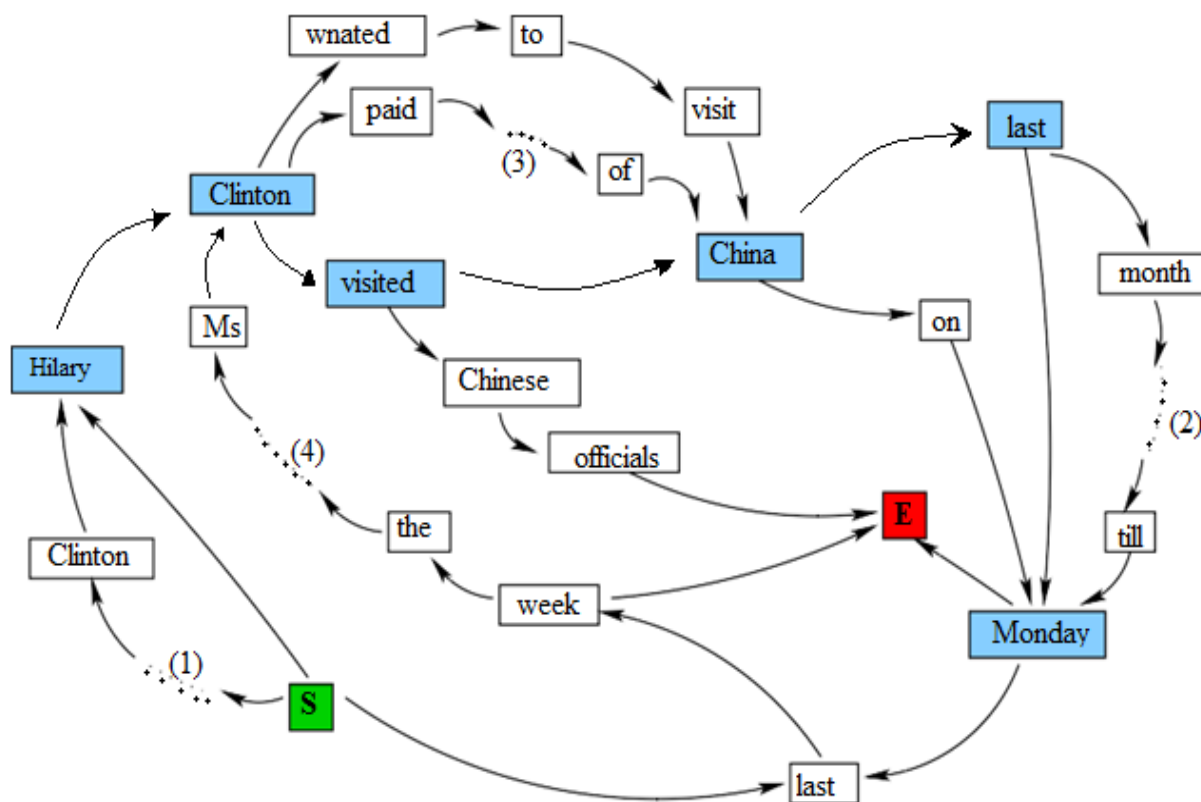 wnated
to
paid
visit
last
(3)
of
Clinton
China
visited
month
Ms
on
Hilary
Chinese
(2)
(4)
officials
E
the
till
Clinton
week
Monday
(1)
S
last